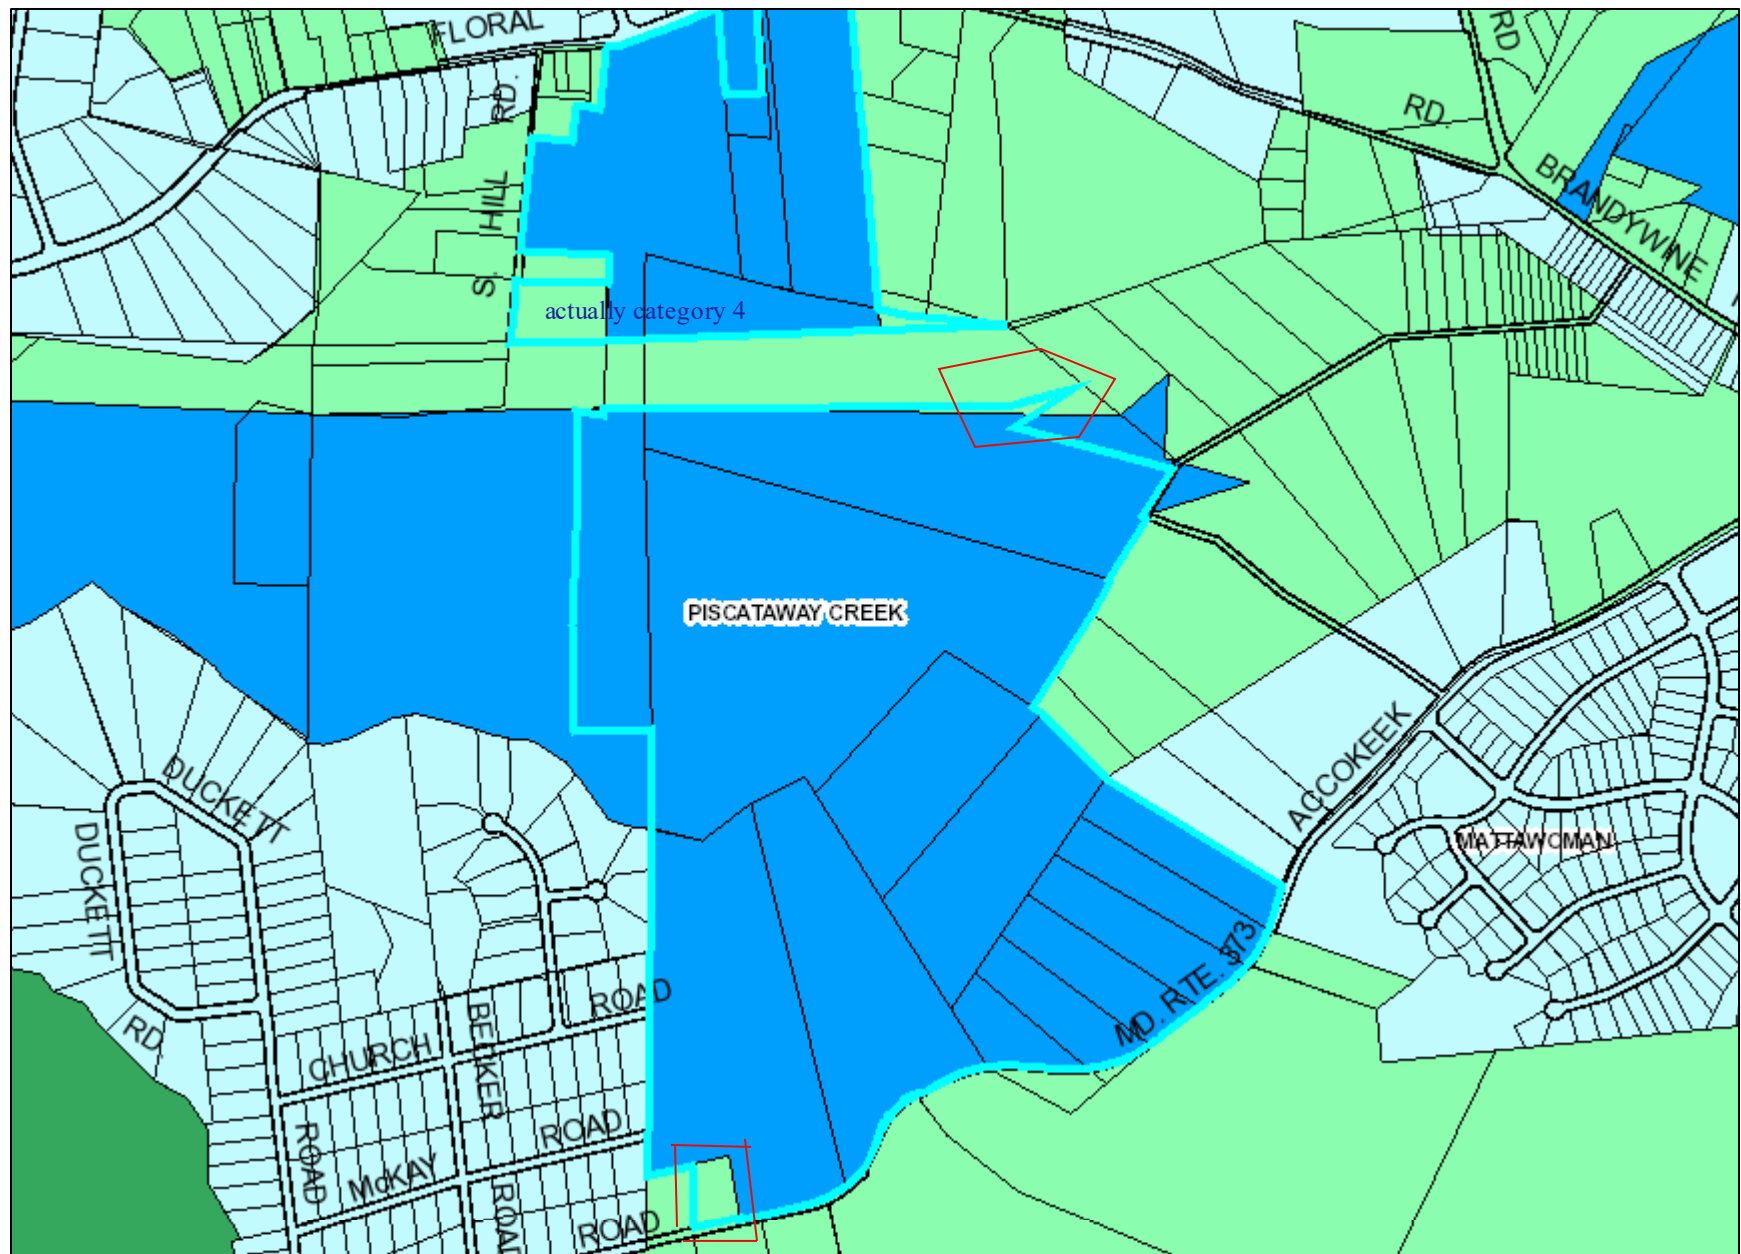 FLORAL
RD.
RD
RD.
BRANDYWINE
S. HILL
actually category 4
PISCATAWAY CREEK
ACCOKEEK
MATTAWOMAN
DUCKETT
DUCKETT
RD.
MD. RTE. 373
ROAD
CHURCH
BEEKER
ROAD
ROAD
McKAY
ROAD
ROAD